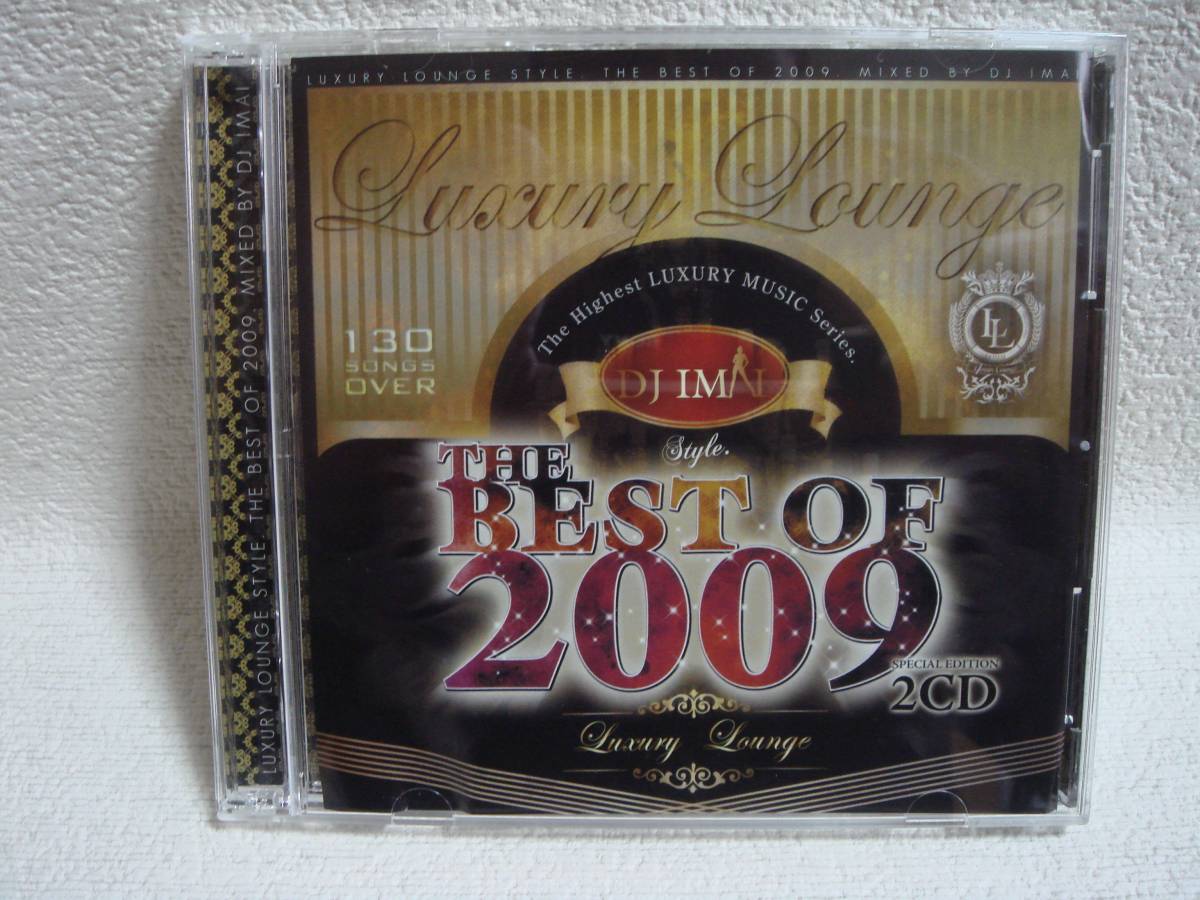 LUXURY LOUNGE STYLE. THE BEST OF 2009. MIXED BY DJ IMAI
LUXURY LOUNGE STYLE. THE BEST OF 2009. MIXED BY DJ IMAI
Luxury Lounge
The Highest LUXURY MUSIC Series.
130
SONGS
OVER
DJ IMAI
Style.
THE
BEST OF
2009
SPECIAL EDITION
2CD
Luxury Lounge